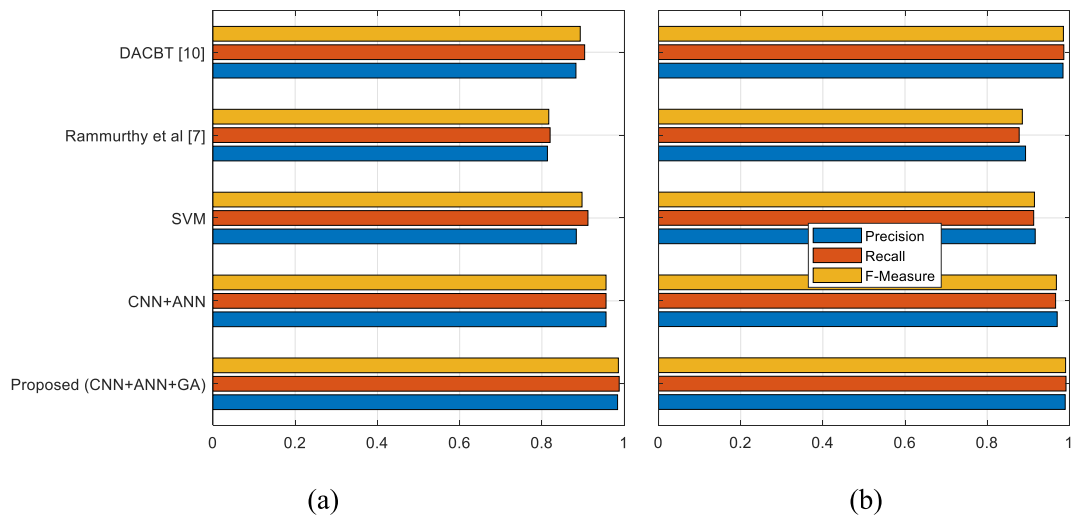 DACBT [10]
Rammurthy et al [7]
SVM
CNN+ANN
Proposed (CNN+ANN+GA)
0 0.2 0.4 0.6 0.8 1
(a)
Precision
Recall
F-Measure
0 0.2 0.4 0.6 0.8 1
(b)